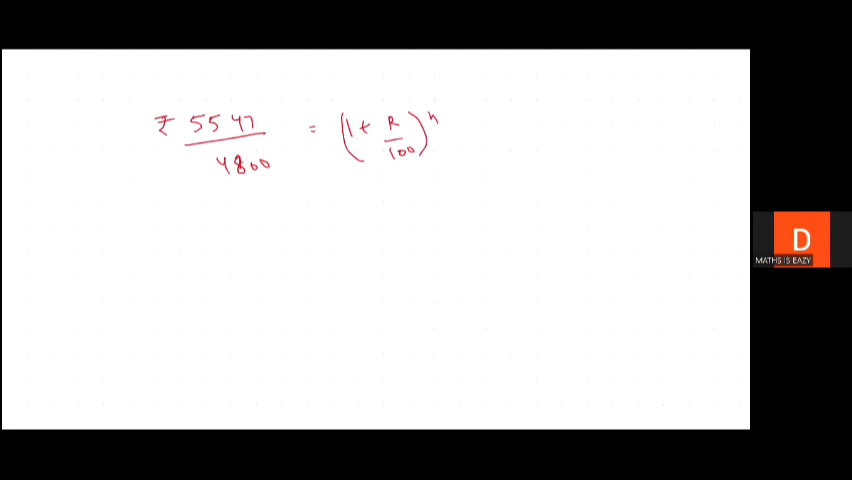 ₹ 5547 / 4800 = (1 + R/100)^n
D
MATHS IS EAZY